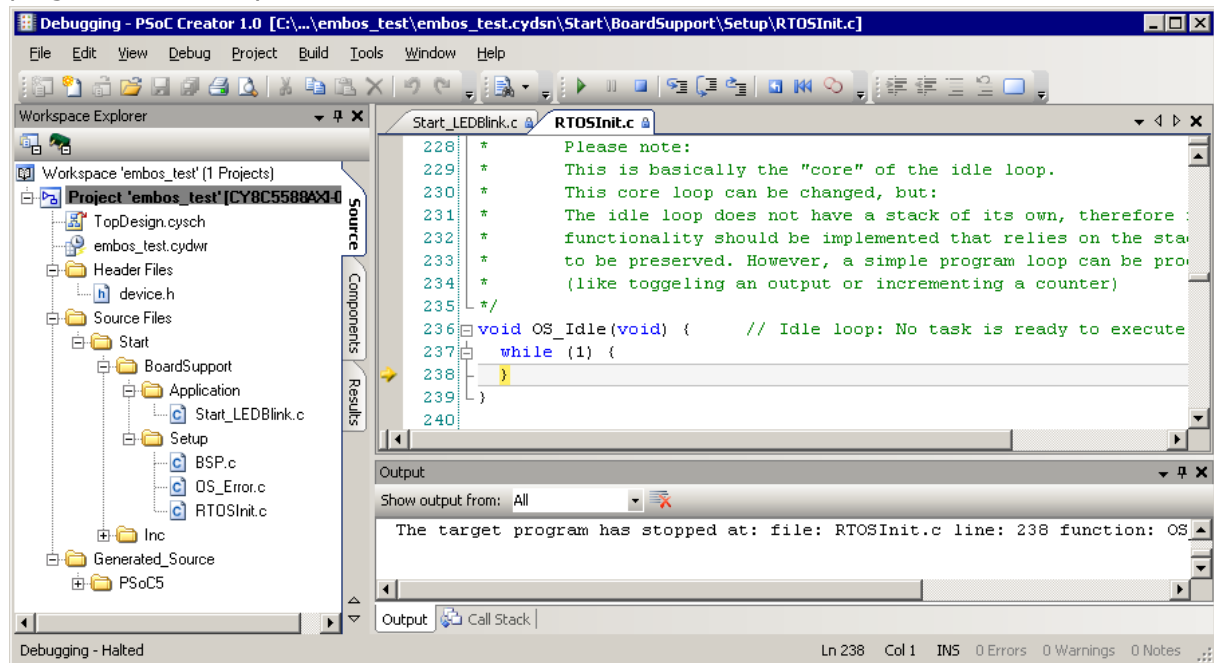 Debugging - PSoC Creator 1.0 [C:\...\embos_test\embos_test.cydsn\Start\BoardSupport\Setup\RTOSInit.c]
File Edit View Debug Project Build Tools Window Help
Workspace Explorer
Workspace 'embos_test' (1 Projects)
Project 'embos_test' [CY8C5588AXI-0
TopDesign.cysch
embos_test.cydwr
Header Files
device.h
Source Files
Start
BoardSupport
Application
Start_LEDBlink.c
Setup
BSP.c
OS_Error.c
RTOSInit.c
Inc
Generated_Source
PSoC5
Source
Components
Results
Start_LEDBlink.c RTOSInit.c
228 * Please note:
229 * This is basically the "core" of the idle loop.
230 * This core loop can be changed, but:
231 * The idle loop does not have a stack of its own, therefore
232 * functionality should be implemented that relies on the sta
233 * to be preserved. However, a simple program loop can be pro
234 * (like toggeling an output or incrementing a counter)
235 */
236 void OS_Idle(void) { // Idle loop: No task is ready to execute
237 while (1) {
238 }
239 }
240
Output
Show output from: All
The target program has stopped at: file: RTOSInit.c line: 238 function: OS_
Output Call Stack
Debugging - Halted Ln 238 Col 1 INS 0 Errors 0 Warnings 0 Notes